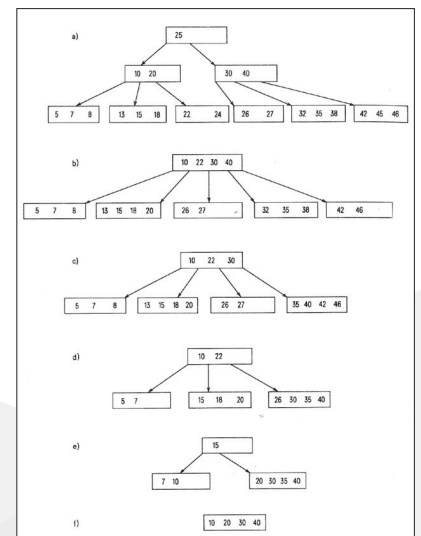 a)
25
10 20
30 40
5 7 8
13 15 18
22 24
26 27
32 35 38
42 45 46
b)
10 22 30 40
5 7 8
13 15 18 20
26 27
32 35 38
42 46
c)
10 22 30
5 7 8
13 15 18 20
26 27
35 40 42 46
d)
10 22
5 7
15 18 20
26 30 35 40
e)
15
7 10
20 30 35 40
f)
10 20 30 40